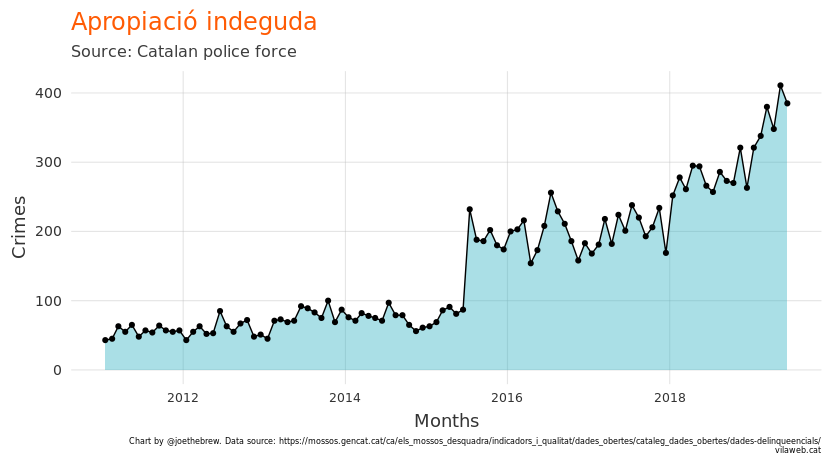 Apropiació indeguda
Source: Catalan police force
400
300
200
100
0
Crimes
2012
2014
2016
2018
Months
Chart by @joethebrew. Data source: https://mossos.gencat.cat/ca/els_mossos_desquadra/indicadors_i_qualitat/dades_obertes/cataleg_dades_obertes/dades-delinqueencials/
vilaweb.cat